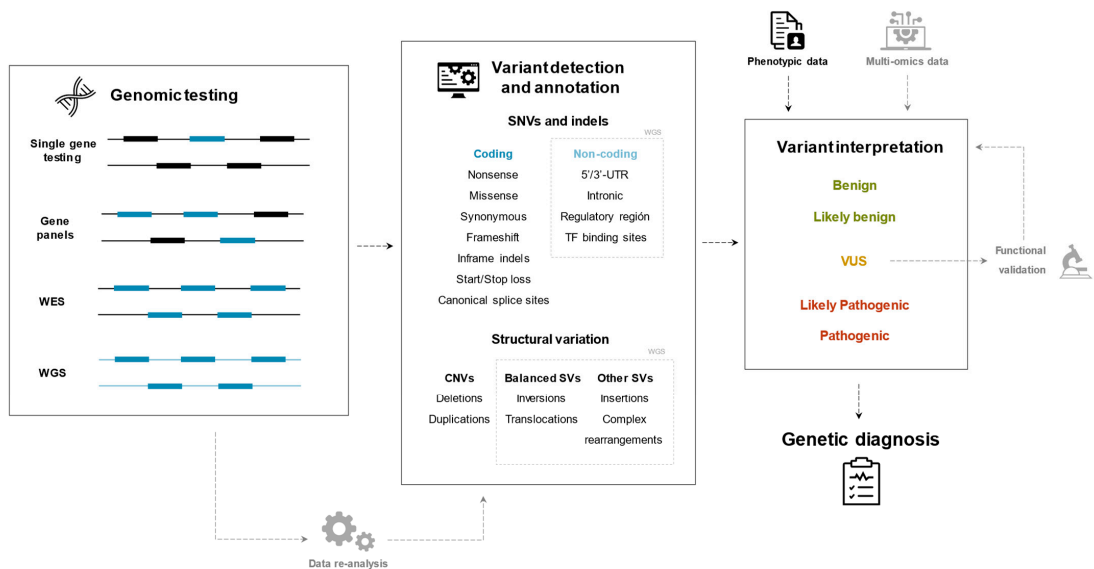 Genomic testing
Single gene
testing
Gene
panels
WES
WGS
Variant detection
and annotation
SNVs and indels
WGS
Coding
Nonsense
Missense
Synonymous
Frameshift
Inframe indels
Start/Stop loss
Canonical splice sites
Non-coding
5'/3'-UTR
Intronic
Regulatory región
TF binding sites
Structural variation
WGS
CNVs
Deletions
Duplications
Balanced SVs
Inversions
Translocations
Other SVs
Insertions
Complex
rearrangements
Data re-analysis
Phenotypic data
Multi-omics data
Variant interpretation
Benign
Likely benign
VUS
Likely Pathogenic
Pathogenic
Functional
validation
Genetic diagnosis